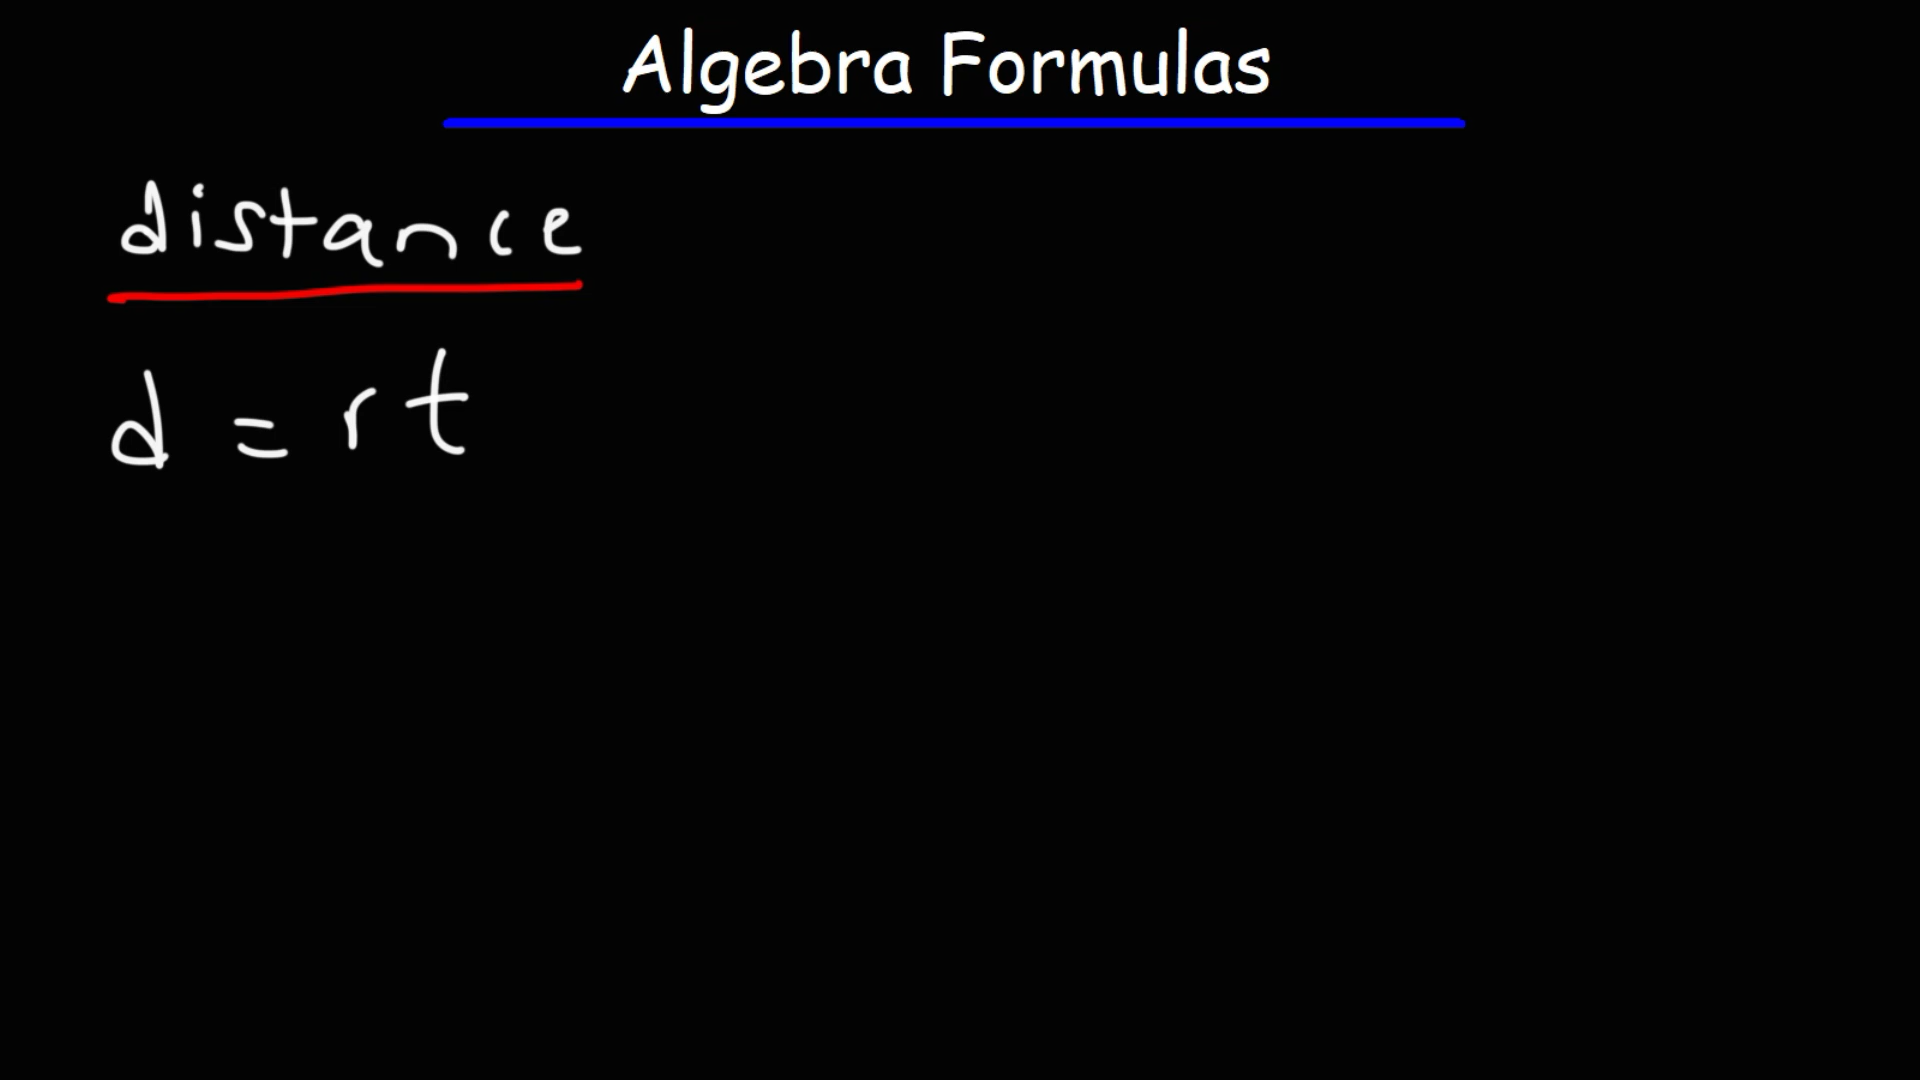 Algebra Formulas
distance
d = rt